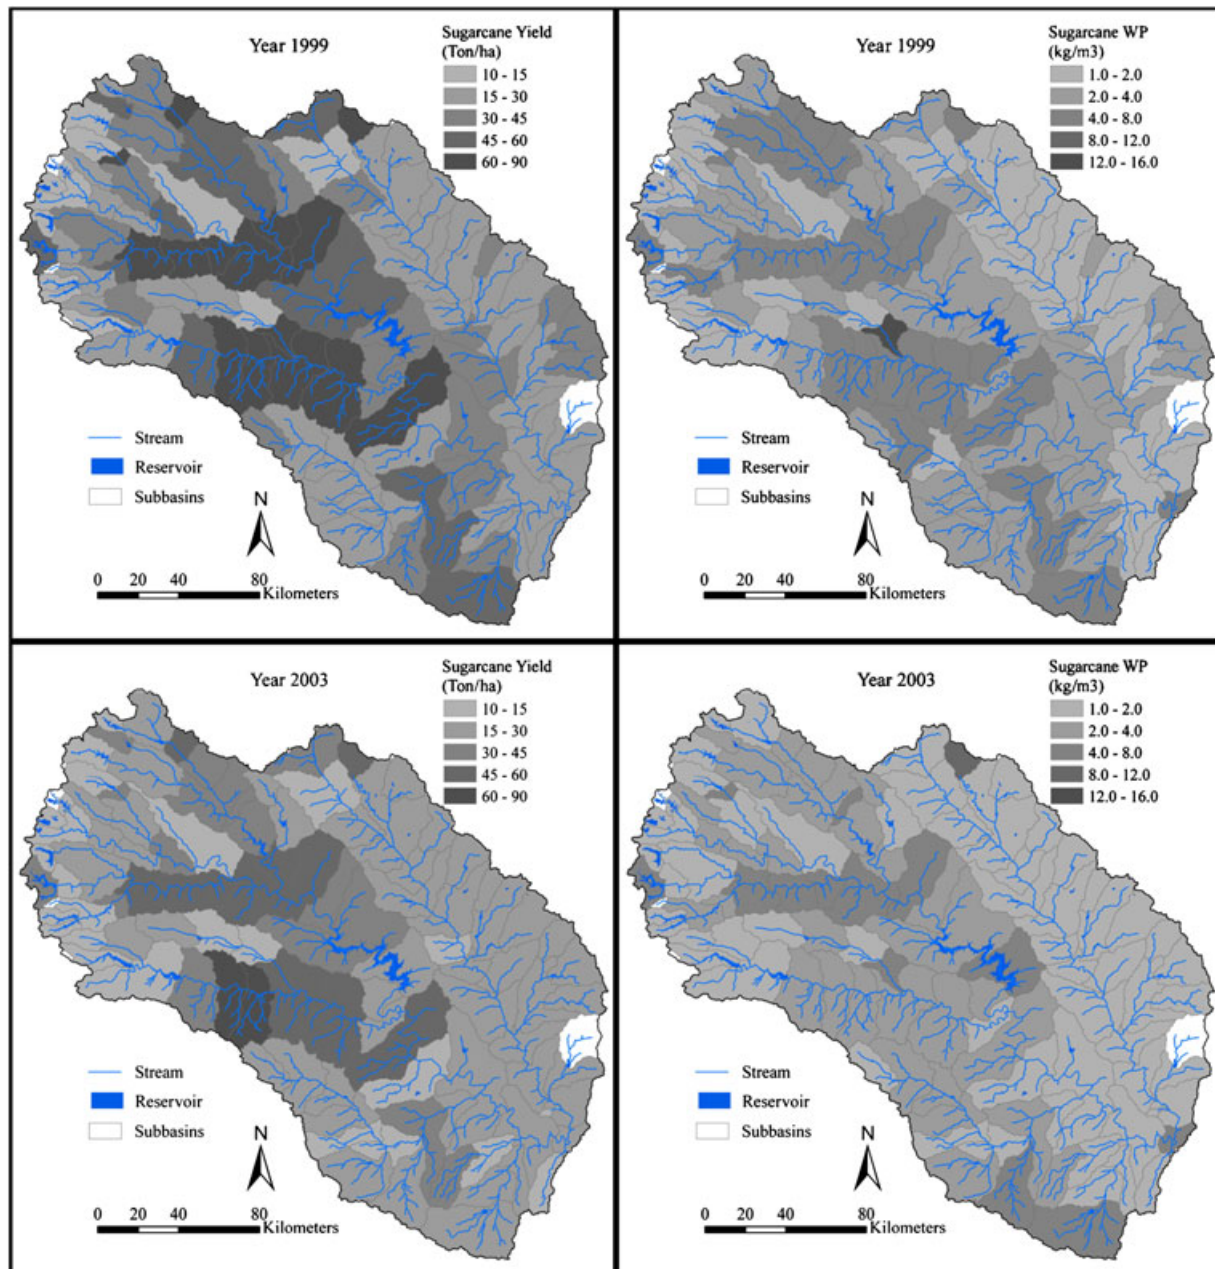 Year 1999
Sugarcane Yield
(Ton/ha)
10 - 15
15 - 30
30 - 45
45 - 60
60 - 90
Stream
Reservoir
Subbasins
N
0 20 40 80
Kilometers
Year 1999
Sugarcane WP
(kg/m3)
1.0 - 2.0
2.0 - 4.0
4.0 - 8.0
8.0 - 12.0
12.0 - 16.0
Stream
Reservoir
Subbasins
N
0 20 40 80
Kilometers
Year 2003
Sugarcane Yield
(Ton/ha)
10 - 15
15 - 30
30 - 45
45 - 60
60 - 90
Stream
Reservoir
Subbasins
N
0 20 40 80
Kilometers
Year 2003
Sugarcane WP
(kg/m3)
1.0 - 2.0
2.0 - 4.0
4.0 - 8.0
8.0 - 12.0
12.0 - 16.0
Stream
Reservoir
Subbasins
N
0 20 40 80
Kilometers